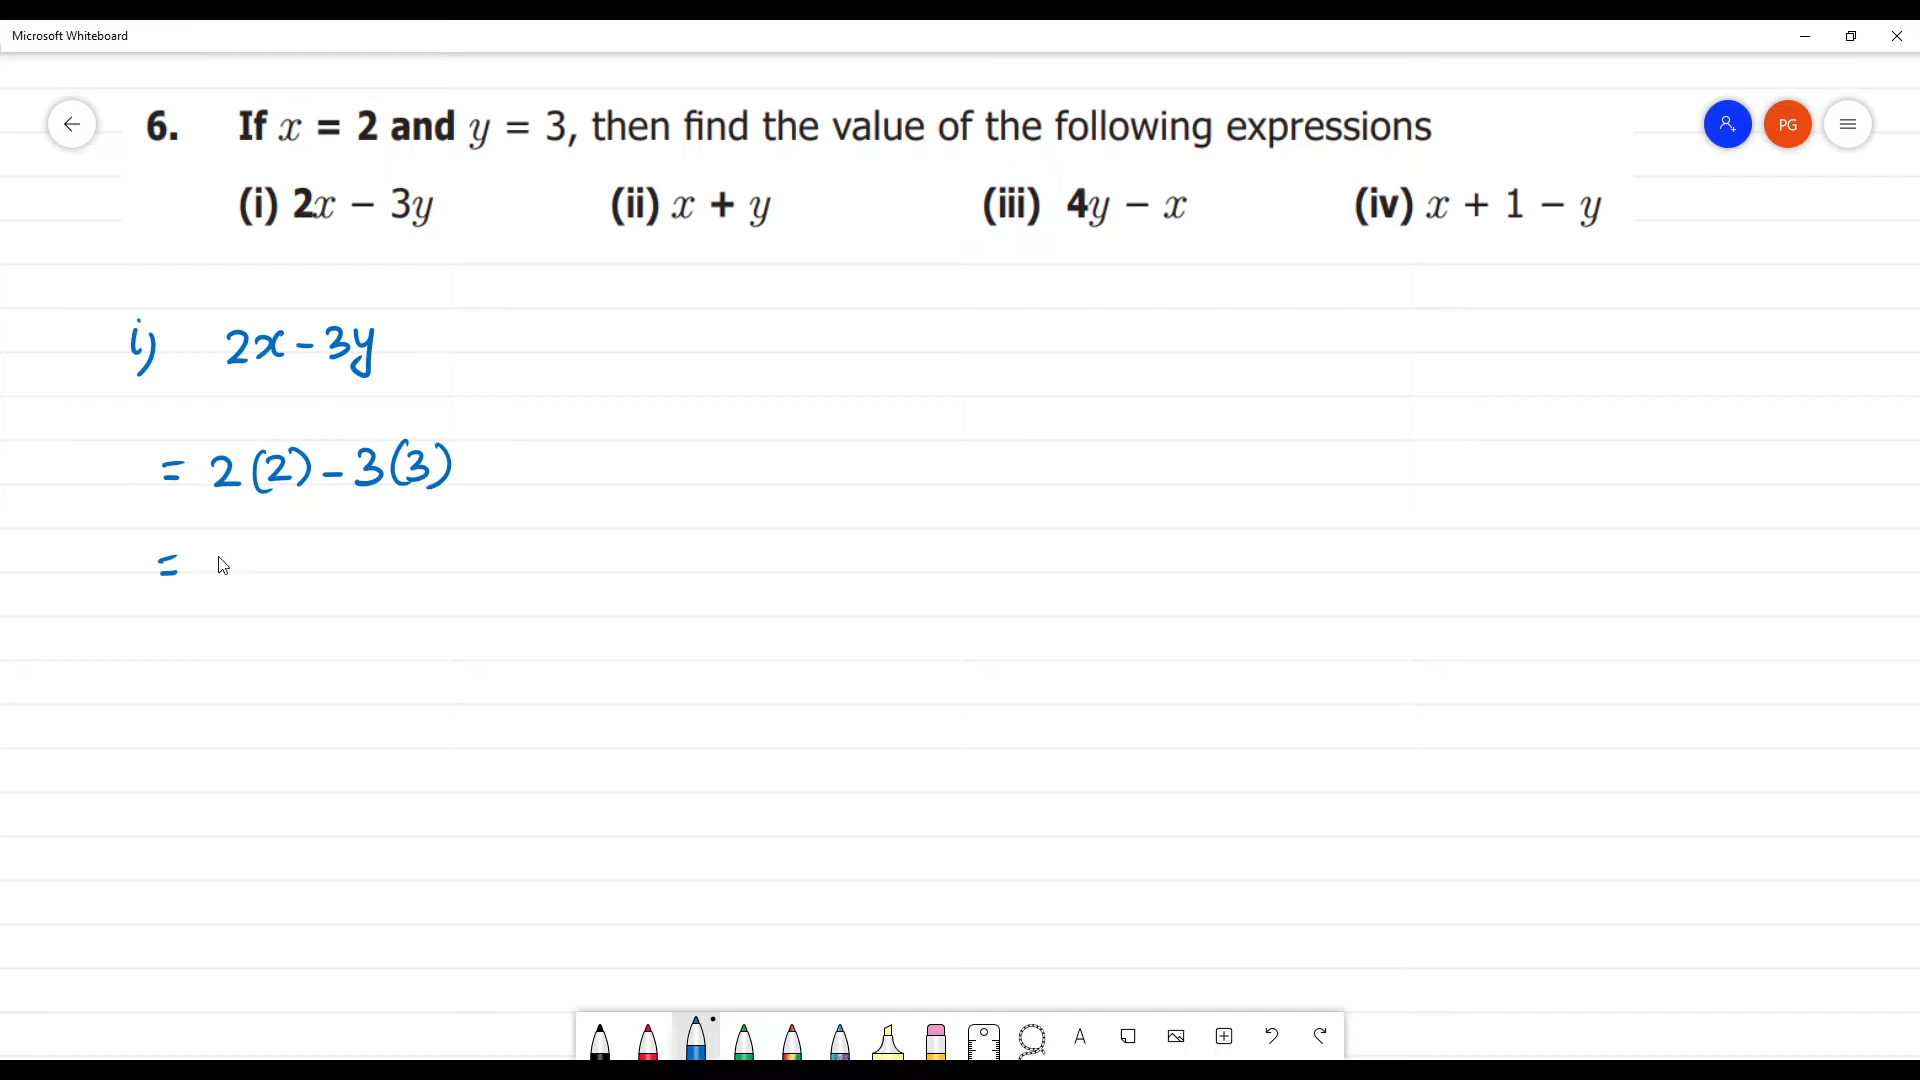 Microsoft Whiteboard
6. If x = 2 and y = 3, then find the value of the following expressions
PG
(i) 2x − 3y (ii) x + y (iii) 4y − x (iv) x + 1 − y
i) 2x - 3y
= 2(2) - 3(3)
=
A